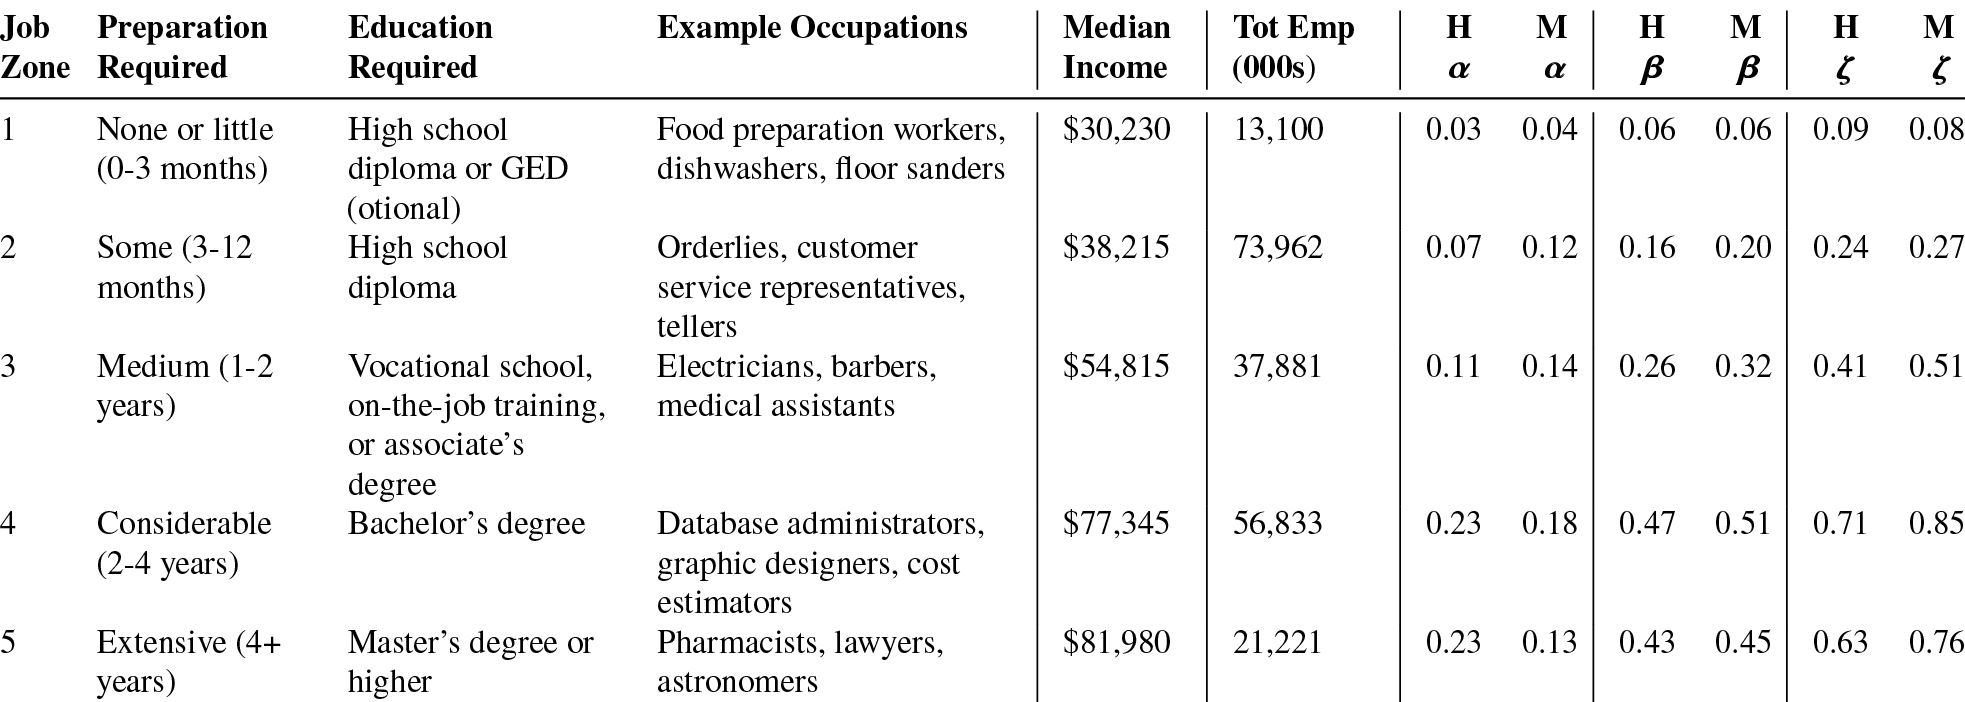 Job Preparation Education Example Occupations Median Tot Emp H M H M H M
Zone Required Required Income (000s) α α β β ζ ζ
1 None or little High school Food preparation workers, $30,230 13,100 0.03 0.04 0.06 0.06 0.09 0.08
(0-3 months) diploma or GED dishwashers, floor sanders
(otional)
2 Some (3-12 High school Orderlies, customer $38,215 73,962 0.07 0.12 0.16 0.20 0.24 0.27
months) diploma service representatives,
tellers
3 Medium (1-2 Vocational school, Electricians, barbers, $54,815 37,881 0.11 0.14 0.26 0.32 0.41 0.51
years) on-the-job training, medical assistants
or associate's
degree
4 Considerable Bachelor's degree Database administrators, $77,345 56,833 0.23 0.18 0.47 0.51 0.71 0.85
(2-4 years) graphic designers, cost
estimators
5 Extensive (4+ Master's degree or Pharmacists, lawyers, $81,980 21,221 0.23 0.13 0.43 0.45 0.63 0.76
years) higher astronomers